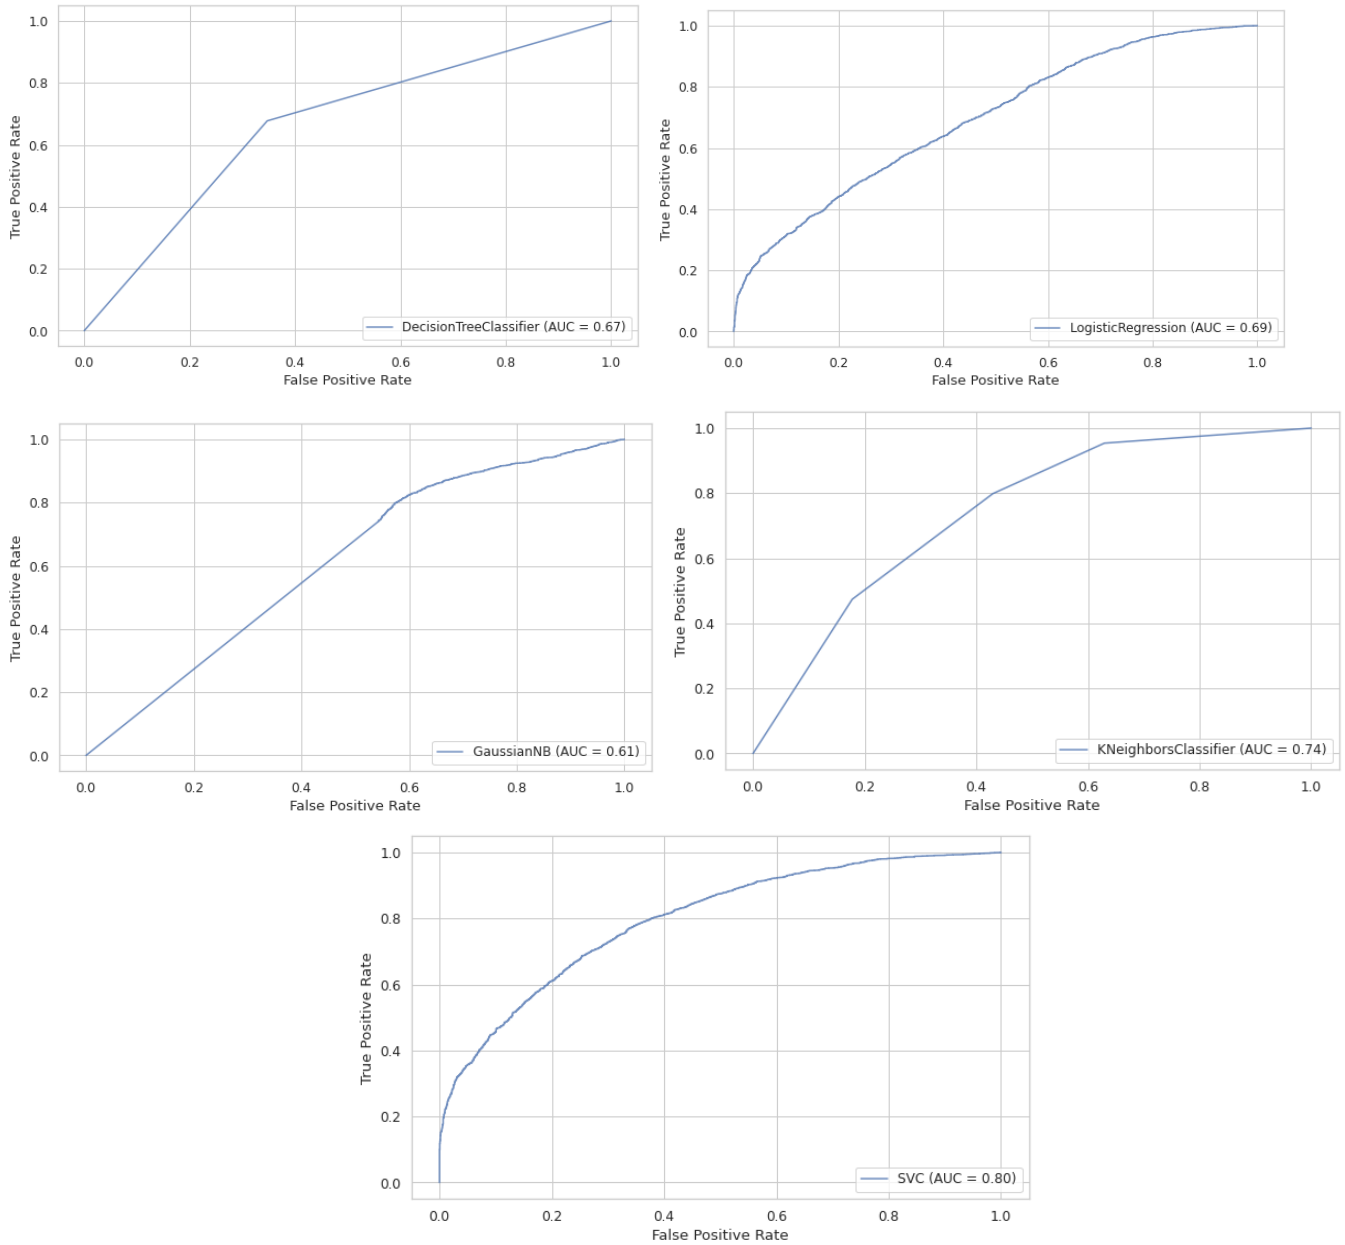 1.0
0.8
0.6
0.4
0.2
0.0
True Positive Rate
DecisionTreeClassifier (AUC = 0.67)
0.0 0.2 0.4 0.6 0.8 1.0
False Positive Rate
1.0
0.8
0.6
0.4
0.2
0.0
True Positive Rate
LogisticRegression (AUC = 0.69)
0.0 0.2 0.4 0.6 0.8 1.0
False Positive Rate
1.0
0.8
0.6
0.4
0.2
0.0
True Positive Rate
GaussianNB (AUC = 0.61)
0.0 0.2 0.4 0.6 0.8 1.0
False Positive Rate
1.0
0.8
0.6
0.4
0.2
0.0
True Positive Rate
KNeighborsClassifier (AUC = 0.74)
0.0 0.2 0.4 0.6 0.8 1.0
False Positive Rate
1.0
0.8
0.6
0.4
0.2
0.0
True Positive Rate
SVC (AUC = 0.80)
0.0 0.2 0.4 0.6 0.8 1.0
False Positive Rate